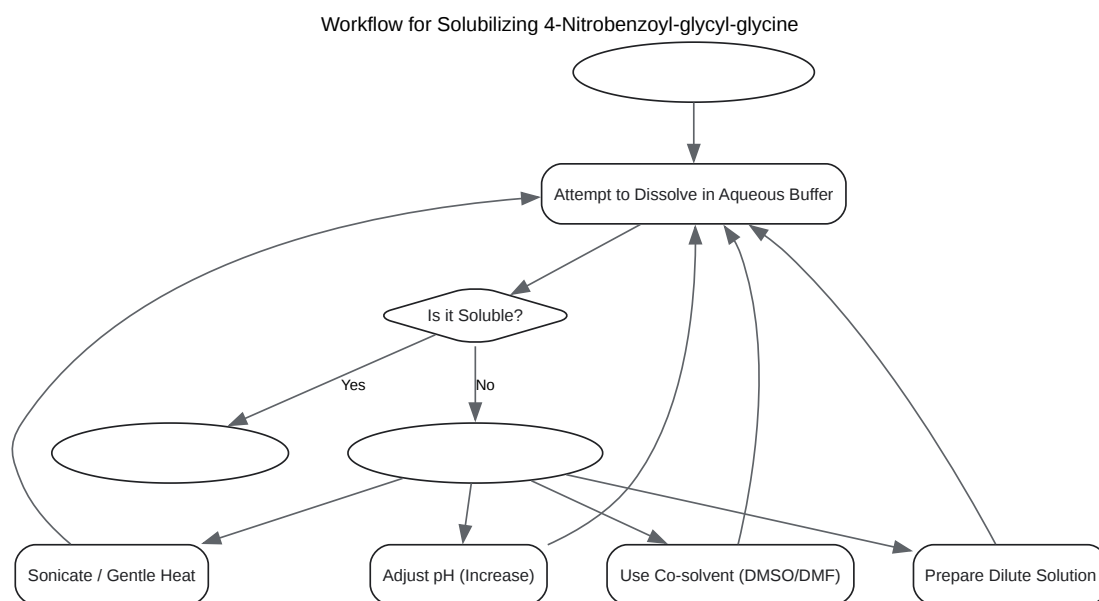 Workflow for Solubilizing 4-Nitrobenzoyl-glycyl-glycine
Attempt to Dissolve in Aqueous Buffer
Is it Soluble?
Yes
No
Sonicate / Gentle Heat
Adjust pH (Increase)
Use Co-solvent (DMSO/DMF)
Prepare Dilute Solution